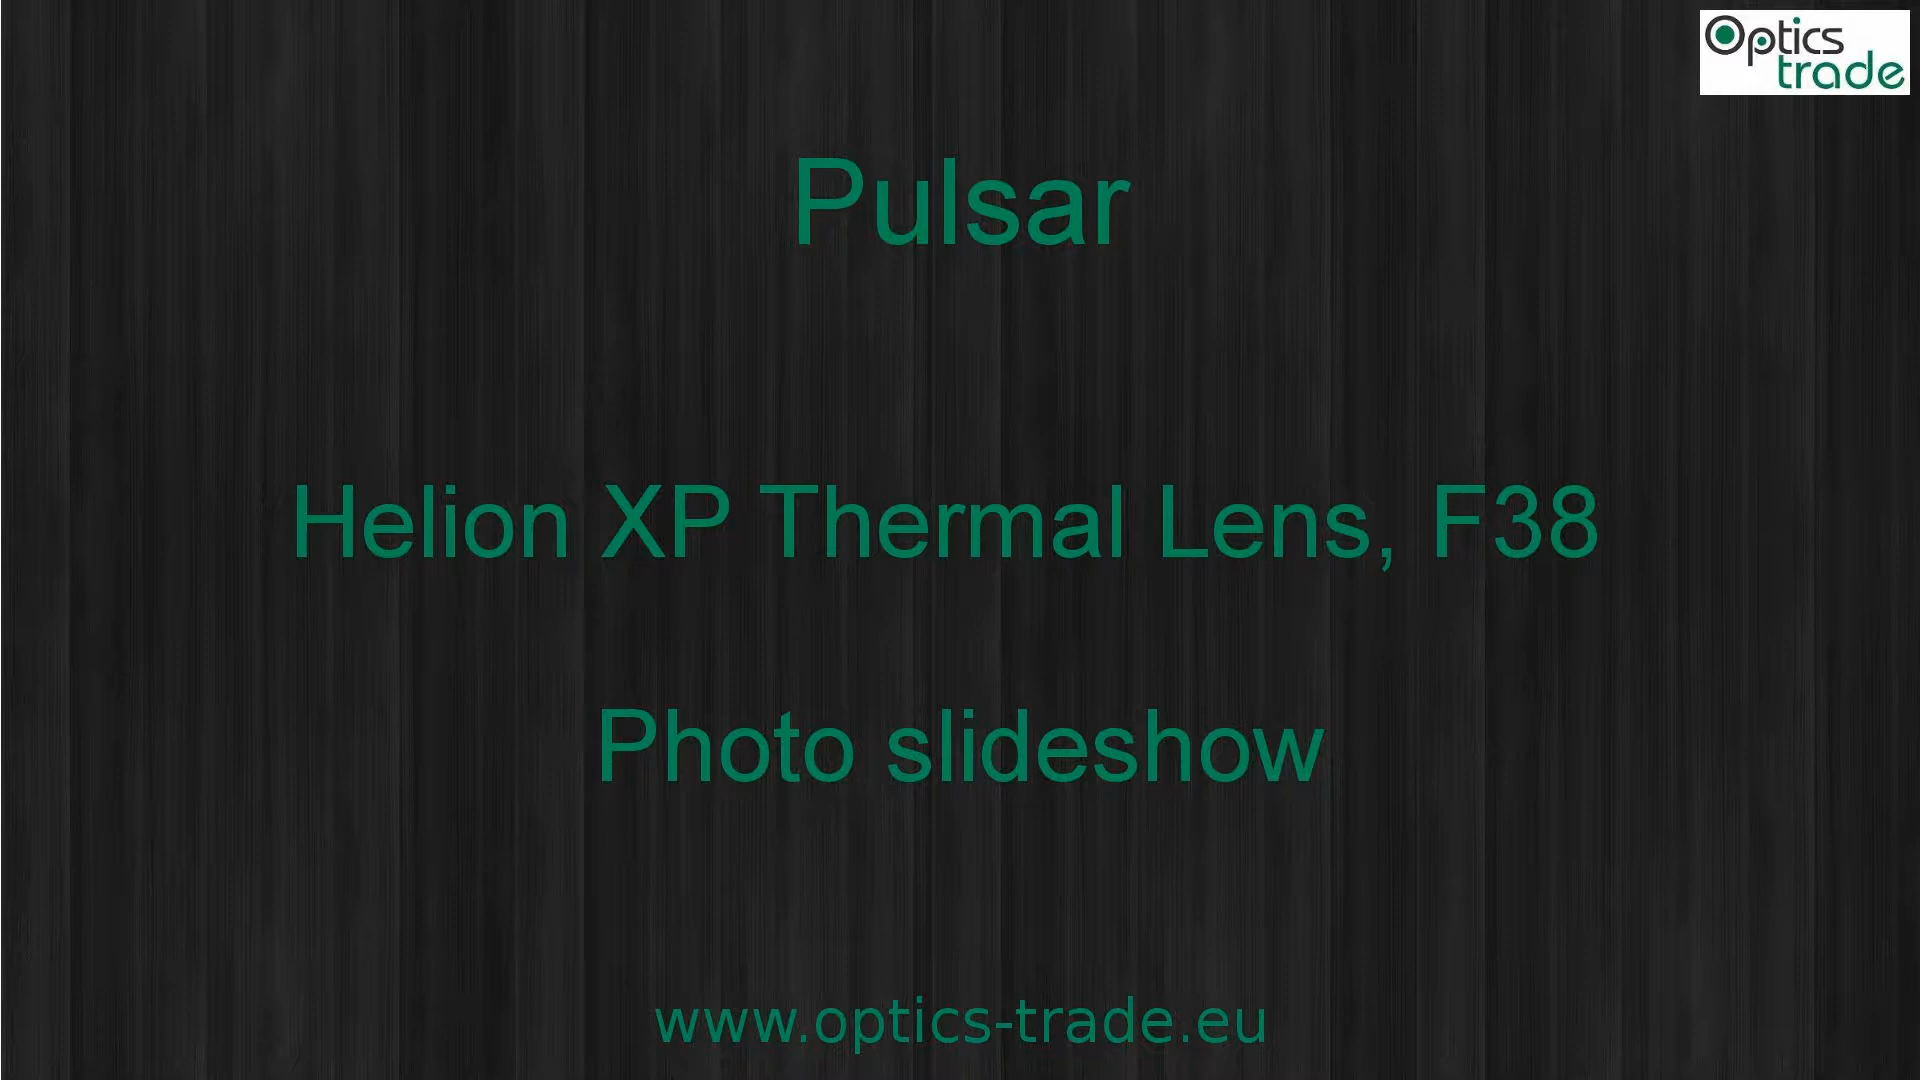 Optics
trade
Pulsar
Helion XP Thermal Lens, F38
Photo slideshow
www.optics-trade.eu